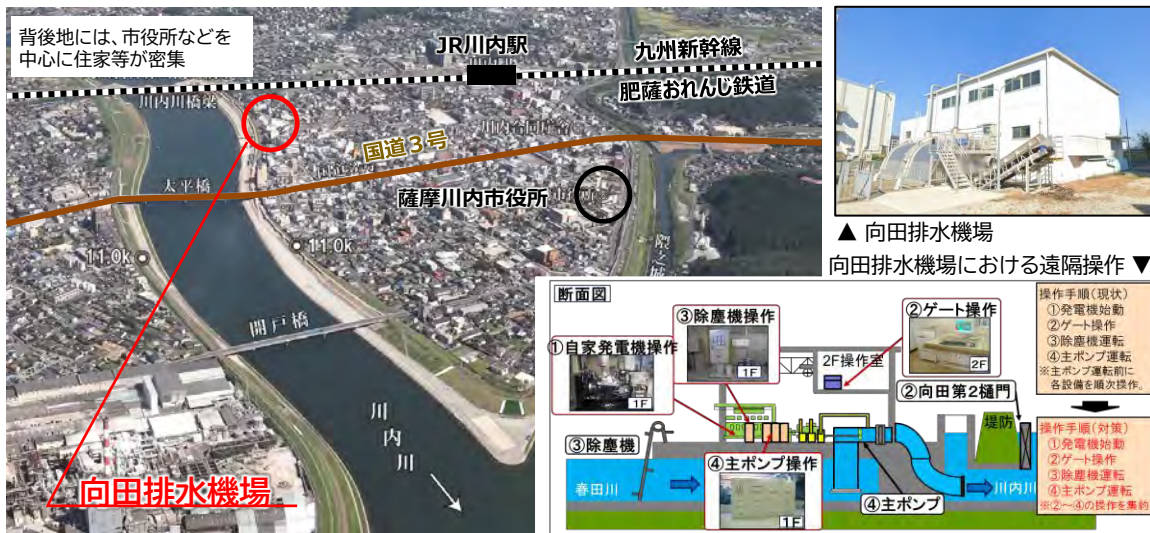 背後地には、市役所などを
中心に住家等が密集
JR川内駅
九州新幹線
肥薩おれんじ鉄道
川内川橋梁
川内合同庁舎
国道3号
太平橋
薩摩川内市役所
11.0k
11.0k
隈之城
開戸橋
川内川
向田排水機場
▲ 向田排水機場
向田排水機場における遠隔操作 ▼
断面図
①自家発電機操作
1F
③除塵機操作
1F
②ゲート操作
2F
2F操作室
②向田第2樋門
堤防
③除塵機
春田川
④主ポンプ操作
1F
④主ポンプ
川内川
操作手順(現状)
①発電機始動
②ゲート操作
③除塵機運転
④主ポンプ運転
※主ポンプ運転前に
各設備を順次操作。
操作手順(対策)
①発電機始動
②ゲート操作
③除塵機運転
④主ポンプ運転
※②~④の操作を集約